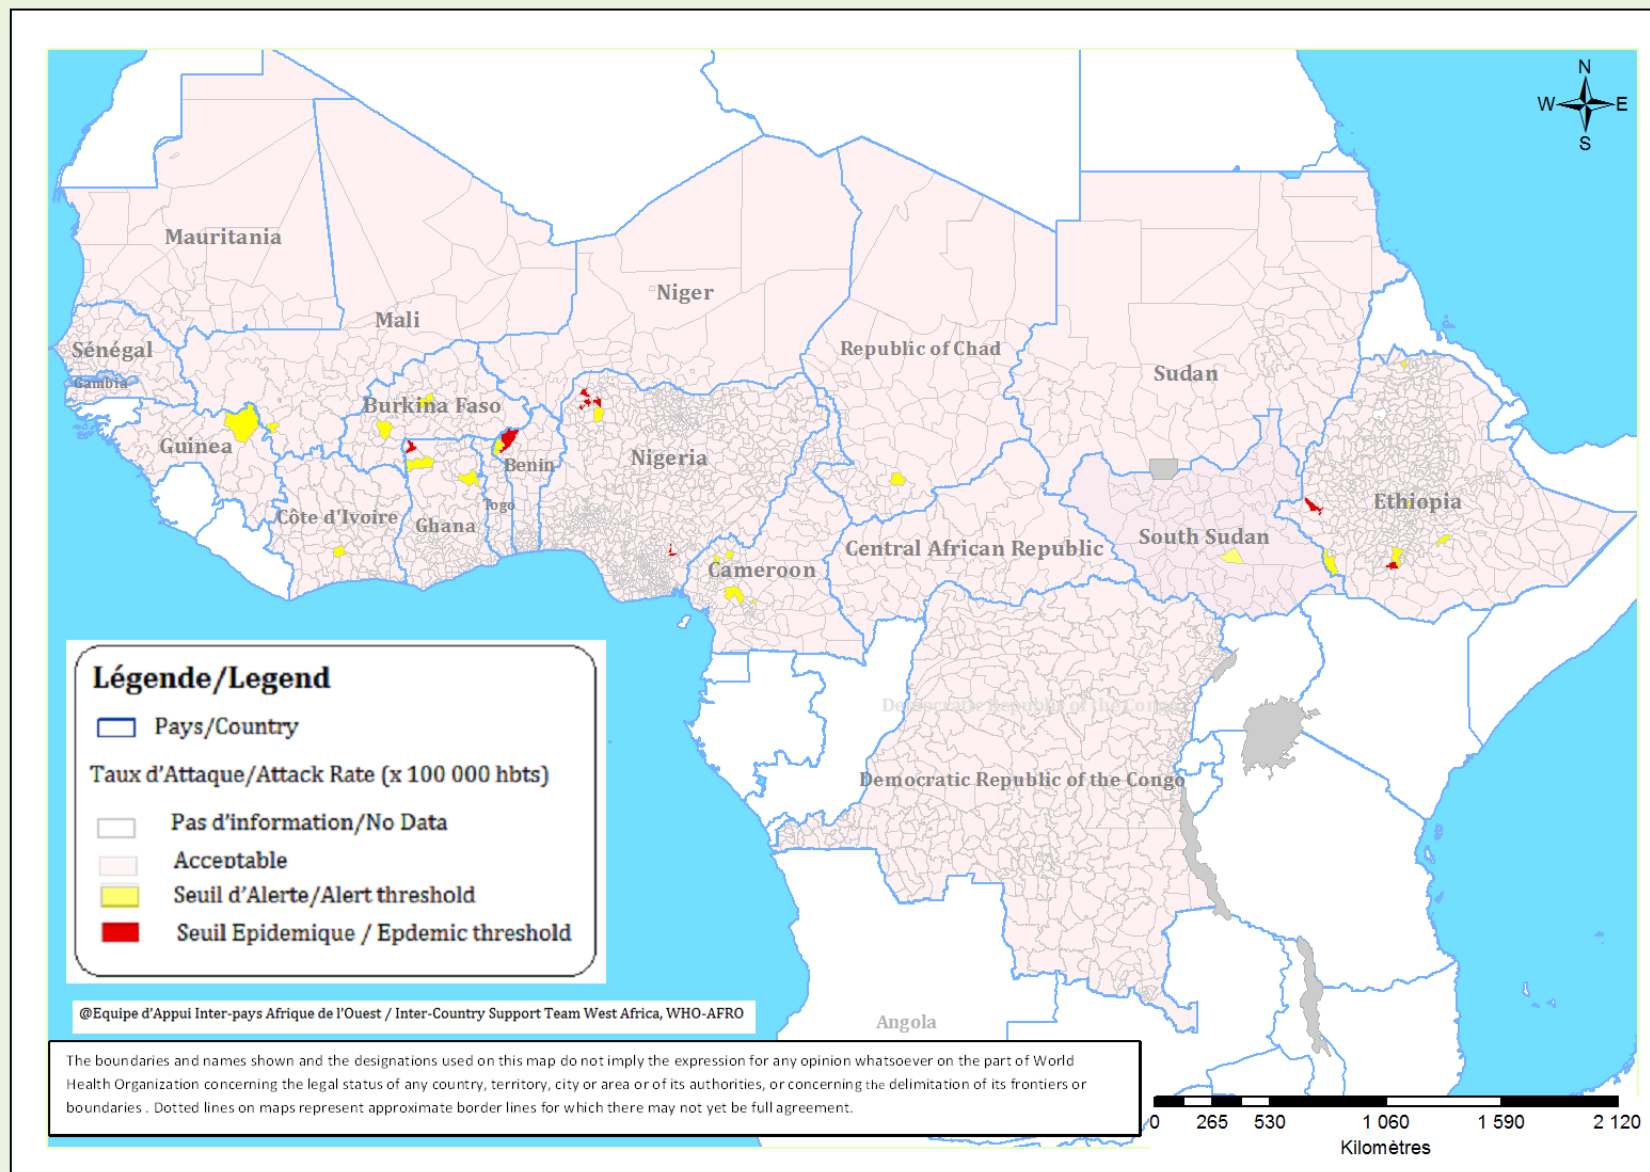 N
W E
S
Mauritania
Mali
Niger
Republic of Chad
Sudan
Sénégal
Gambia
Burkina Faso
Guinea
Benin
Nigeria
Togo
Côte d'Ivoire
Ghana
Ethiopia
South Sudan
Central African Republic
Cameroon
Democratic Republic of the Congo
Democratic Republic of the Congo
Angola
Légende/Legend
Pays/Country
Taux d'Attaque/Attack Rate (x 100 000 hbts)
Pas d'information/No Data
Acceptable
Seuil d'Alerte/Alert threshold
Seuil Epidemique / Epdemic threshold
@Equipe d'Appui Inter-pays Afrique de l'Ouest / Inter-Country Support Team West Africa, WHO-AFRO
The boundaries and names shown and the designations used on this map do not imply the expression for any opinion whatsoever on the part of World
Health Organization concerning the legal status of any country, territory, city or area or of its authorities, or concerning the delimitation of its frontiers or
boundaries . Dotted lines on maps represent approximate border lines for which there may not yet be full agreement.
0 265 530 1 060 1 590 2 120
Kilomètres